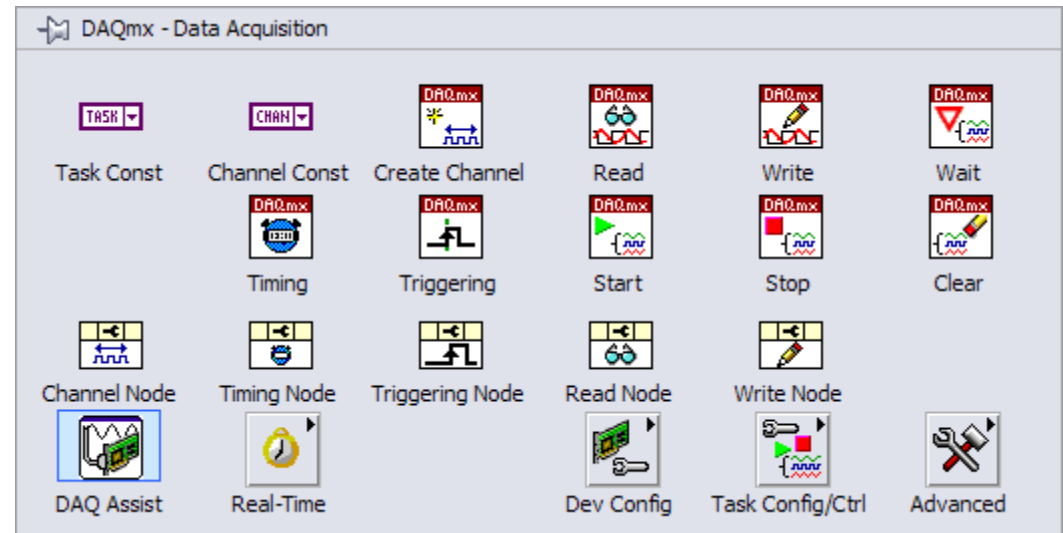 DAQmx - Data Acquisition
TASK CHAN DAQmx DAQmx DAQmx DAQmx
Task Const Channel Const Create Channel Read Write Wait
DAQmx DAQmx DAQmx DAQmx DAQmx
Timing Triggering Start Stop Clear
Channel Node Timing Node Triggering Node Read Node Write Node
DAQ Assist Real-Time Dev Config Task Config/Ctrl Advanced